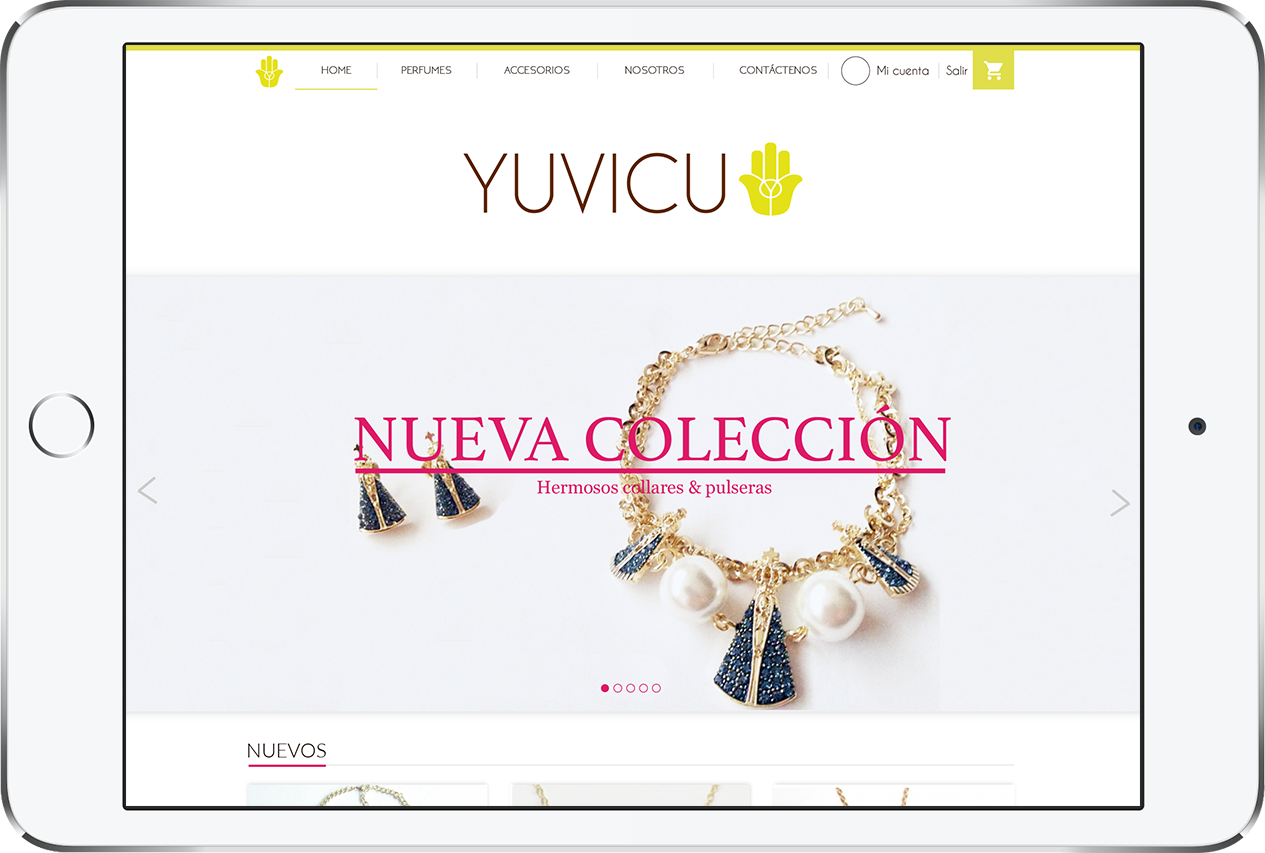 HOME PERFUMES ACCESORIOS NOSOTROS CONTÁCTENOS Mi cuenta Salir
YUVICU
NUEVA COLECCIÓN
Hermosos collares & pulseras
NUEVOS